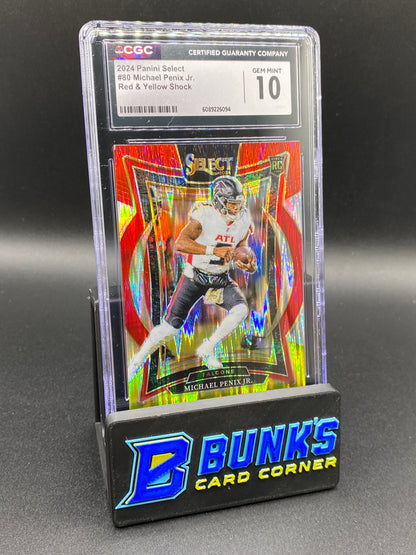 CGC CERTIFIED GUARANTY COMPANY
2024 Panini Select
#80 Michael Penix Jr.
Red & Yellow Shock
GEM MINT
10
6089226094
SELECT
RC
ATL
9
FALCONS
MICHAEL PENIX JR.
B BUNK'S
CARD CORNER